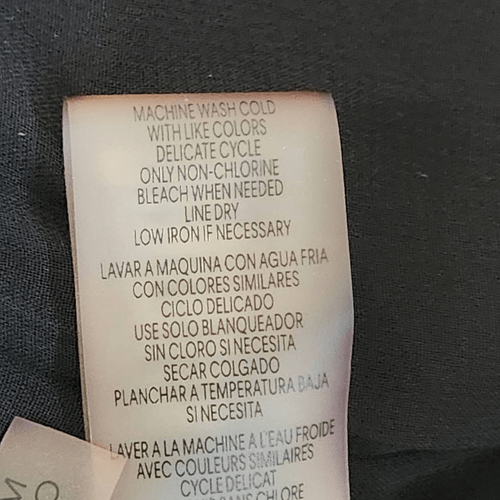 MACHINE WASH COLD
WITH LIKE COLORS
DELICATE CYCLE
ONLY NON-CHLORINE
BLEACH WHEN NEEDED
LINE DRY
LOW IRON IF NECESSARY
LAVAR A MAQUINA CON AGUA FRIA
CON COLORES SIMILARES
CICLO DELICADO
USE SOLO BLANQUEADOR
SIN CLORO SI NECESITA
SECAR COLGADO
PLANCHAR A TEMPERATURA BAJA
SI NECESITA
LAVER A LA MACHINE A L'EAU FROIDE
AVEC COULEURS SIMILAIRES
CYCLE DELICAT
SANS CHLORE
M
O